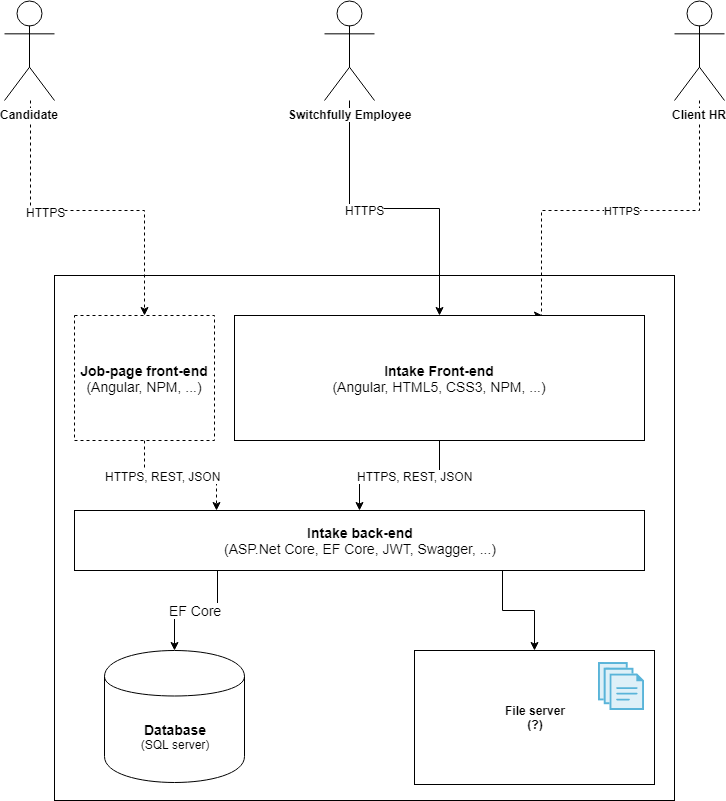 Candidate
Switchfully Employee
Client HR
HTTPS
HTTPS
HTTPS
Job-page front-end
(Angular, NPM, ...)
Intake Front-end
(Angular, HTML5, CSS3, NPM, ...)
HTTPS, REST, JSON
HTTPS, REST, JSON
Intake back-end
(ASP.Net Core, EF Core, JWT, Swagger, ...)
EF Core
Database
(SQL server)
File server
(?)